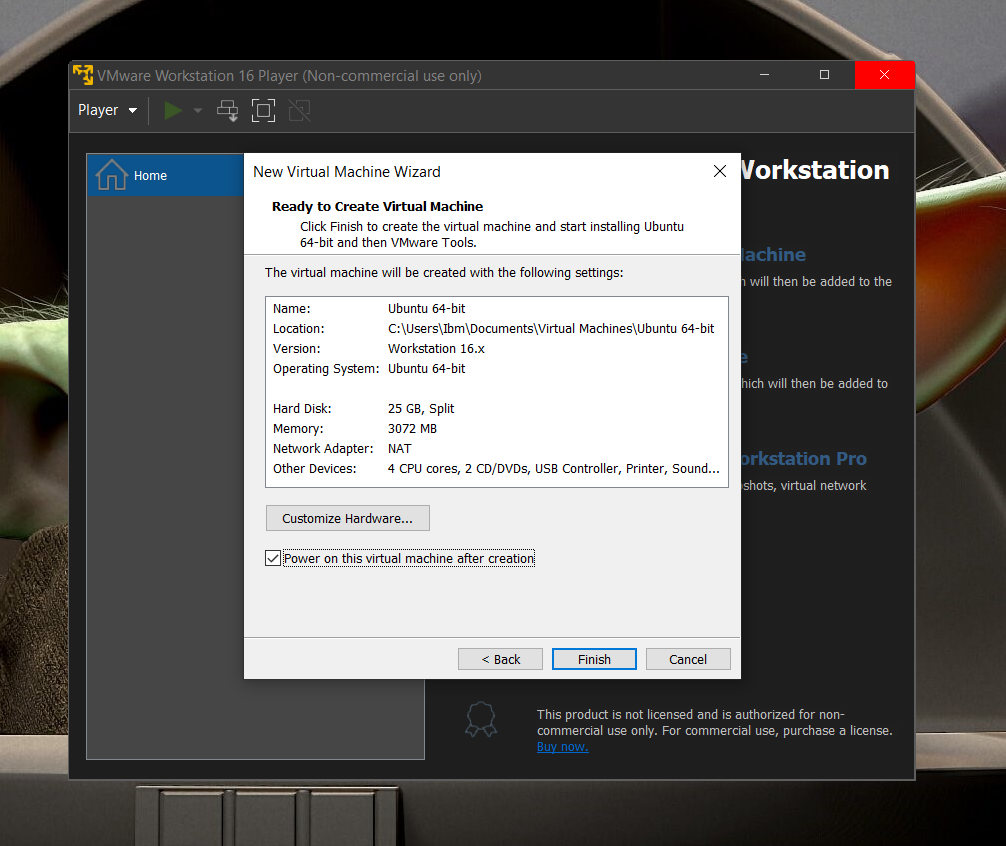 VMware Workstation 16 Player (Non-commercial use only)
Player
Home
Workstation
New Virtual Machine Wizard
Ready to Create Virtual Machine
Click Finish to create the virtual machine and start installing Ubuntu
64-bit and then VMware Tools.
The virtual machine will be created with the following settings:
Name: Ubuntu 64-bit
Location: C:\Users\Ibm\Documents\Virtual Machines\Ubuntu 64-bit
Version: Workstation 16.x
Operating System: Ubuntu 64-bit
Hard Disk: 25 GB, Split
Memory: 3072 MB
Network Adapter: NAT
Other Devices: 4 CPU cores, 2 CD/DVDs, USB Controller, Printer, Sound...
Customize Hardware...
Power on this virtual machine after creation
< Back
Finish
Cancel
achine
will then be added to the
which will then be added to
orkstation Pro
shots, virtual network
This product is not licensed and is authorized for non-
commercial use only. For commercial use, purchase a license.
Buy now.